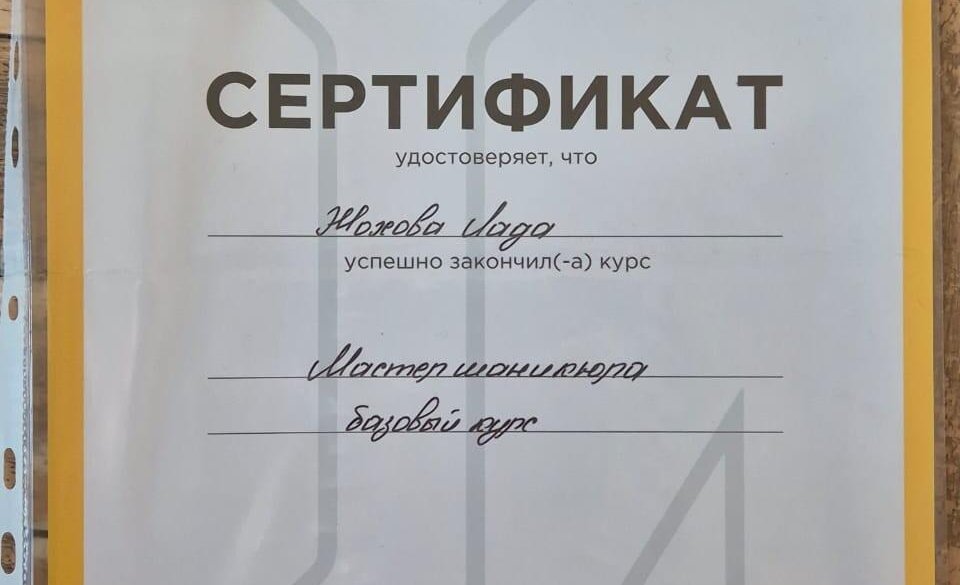 СЕРТИФИКАТ
удостоверяет, что
Жохова Лада
успешно закончил(-а) курс
Мастер маникюра
базовый курс